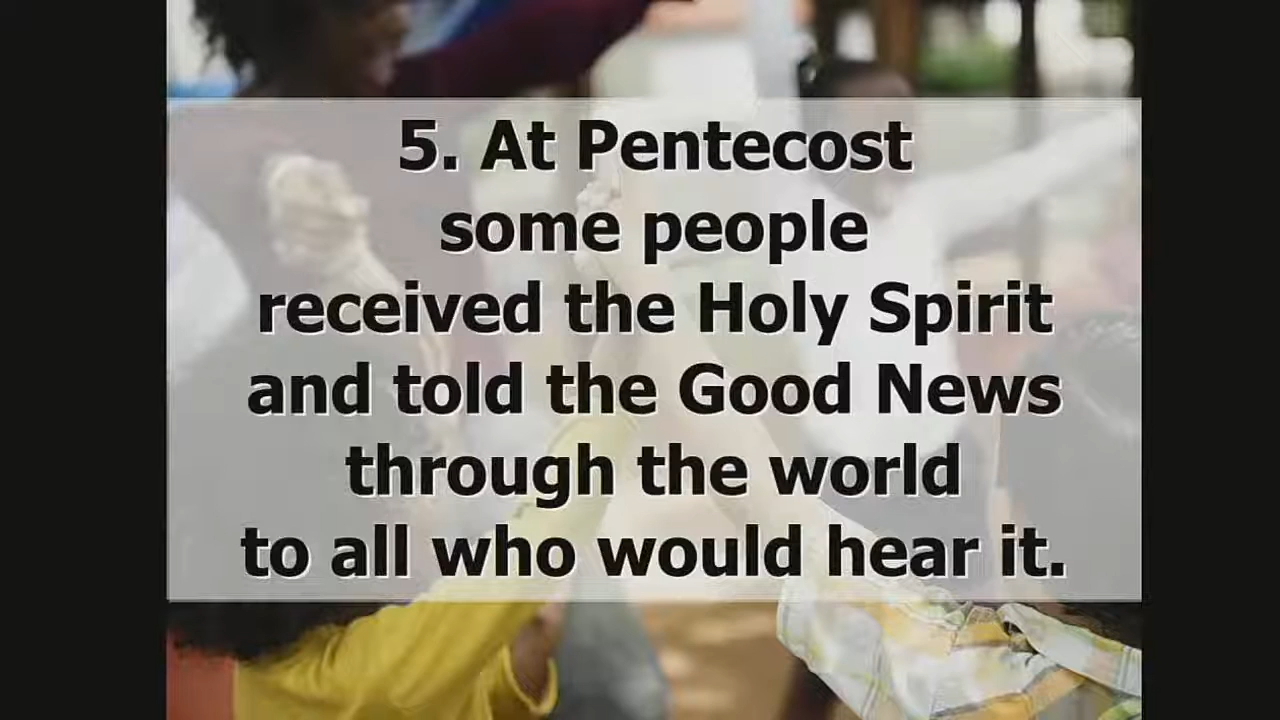 5. At Pentecost
some people
received the Holy Spirit
and told the Good News
through the world
to all who would hear it.